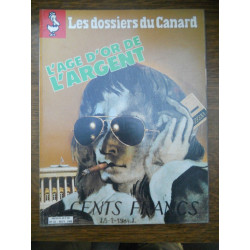 Les dossiers du Canard
L'AGE D'OR DE
L'ARGENT
CENTS FRANCS